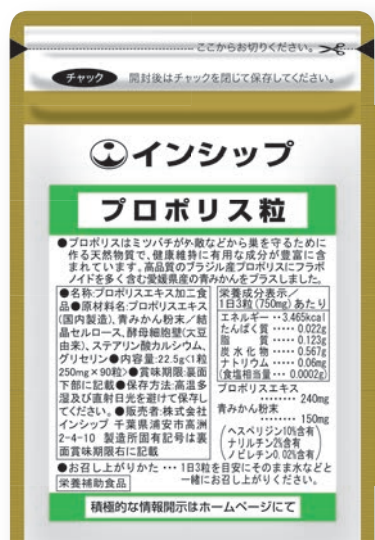 ここからお切りください。
チャック 開封後はチャックを閉じて保存してください。
インシップ
プロポリス粒
●プロポリスはミツバチが外敵などから巣を守るために
作る天然物質で、健康維持に有用な成分が豊富に含
まれています。高品質のブラジル産プロポリスにフラボ
ノイドを多く含む愛媛県産の青みかんをプラスしました。
●名称:プロポリスエキス加工食
品●原材料名:プロポリスエキス
(国内製造)、青みかん粉末/結
晶セルロース、酵母細胞壁(大豆
由来)、ステアリン酸カルシウム、
グリセリン●内容量:22.5g<1粒
250mg×90粒>●賞味期限:裏面
下部に記載●保存方法:高温多
湿及び直射日光を避けて保存し
てください。●販売者:株式会社
インシップ 千葉県浦安市高洲
2-4-10 製造所固有記号は裏
面賞味期限右に記載
栄養成分表示/
1日3粒(750mg)あたり
エネルギー‥3.465kcal
たんぱく質‥‥‥0.022g
脂質‥‥‥0.123g
炭水化物‥‥‥0.567g
ナトリウム‥‥‥0.06mg
(食塩相当量‥‥0.0002g)
プロポリスエキス
‥‥‥‥240mg
青みかん粉末
‥‥‥‥150mg
(ヘスペリジン10%含有
ナリルチン2%含有
ノビレチン0.02%含有)
●お召し上がりかた…1日3粒を目安にそのまま水などと
一緒にお召し上がりください。
栄養補助食品
積極的な情報開示はホームページにて